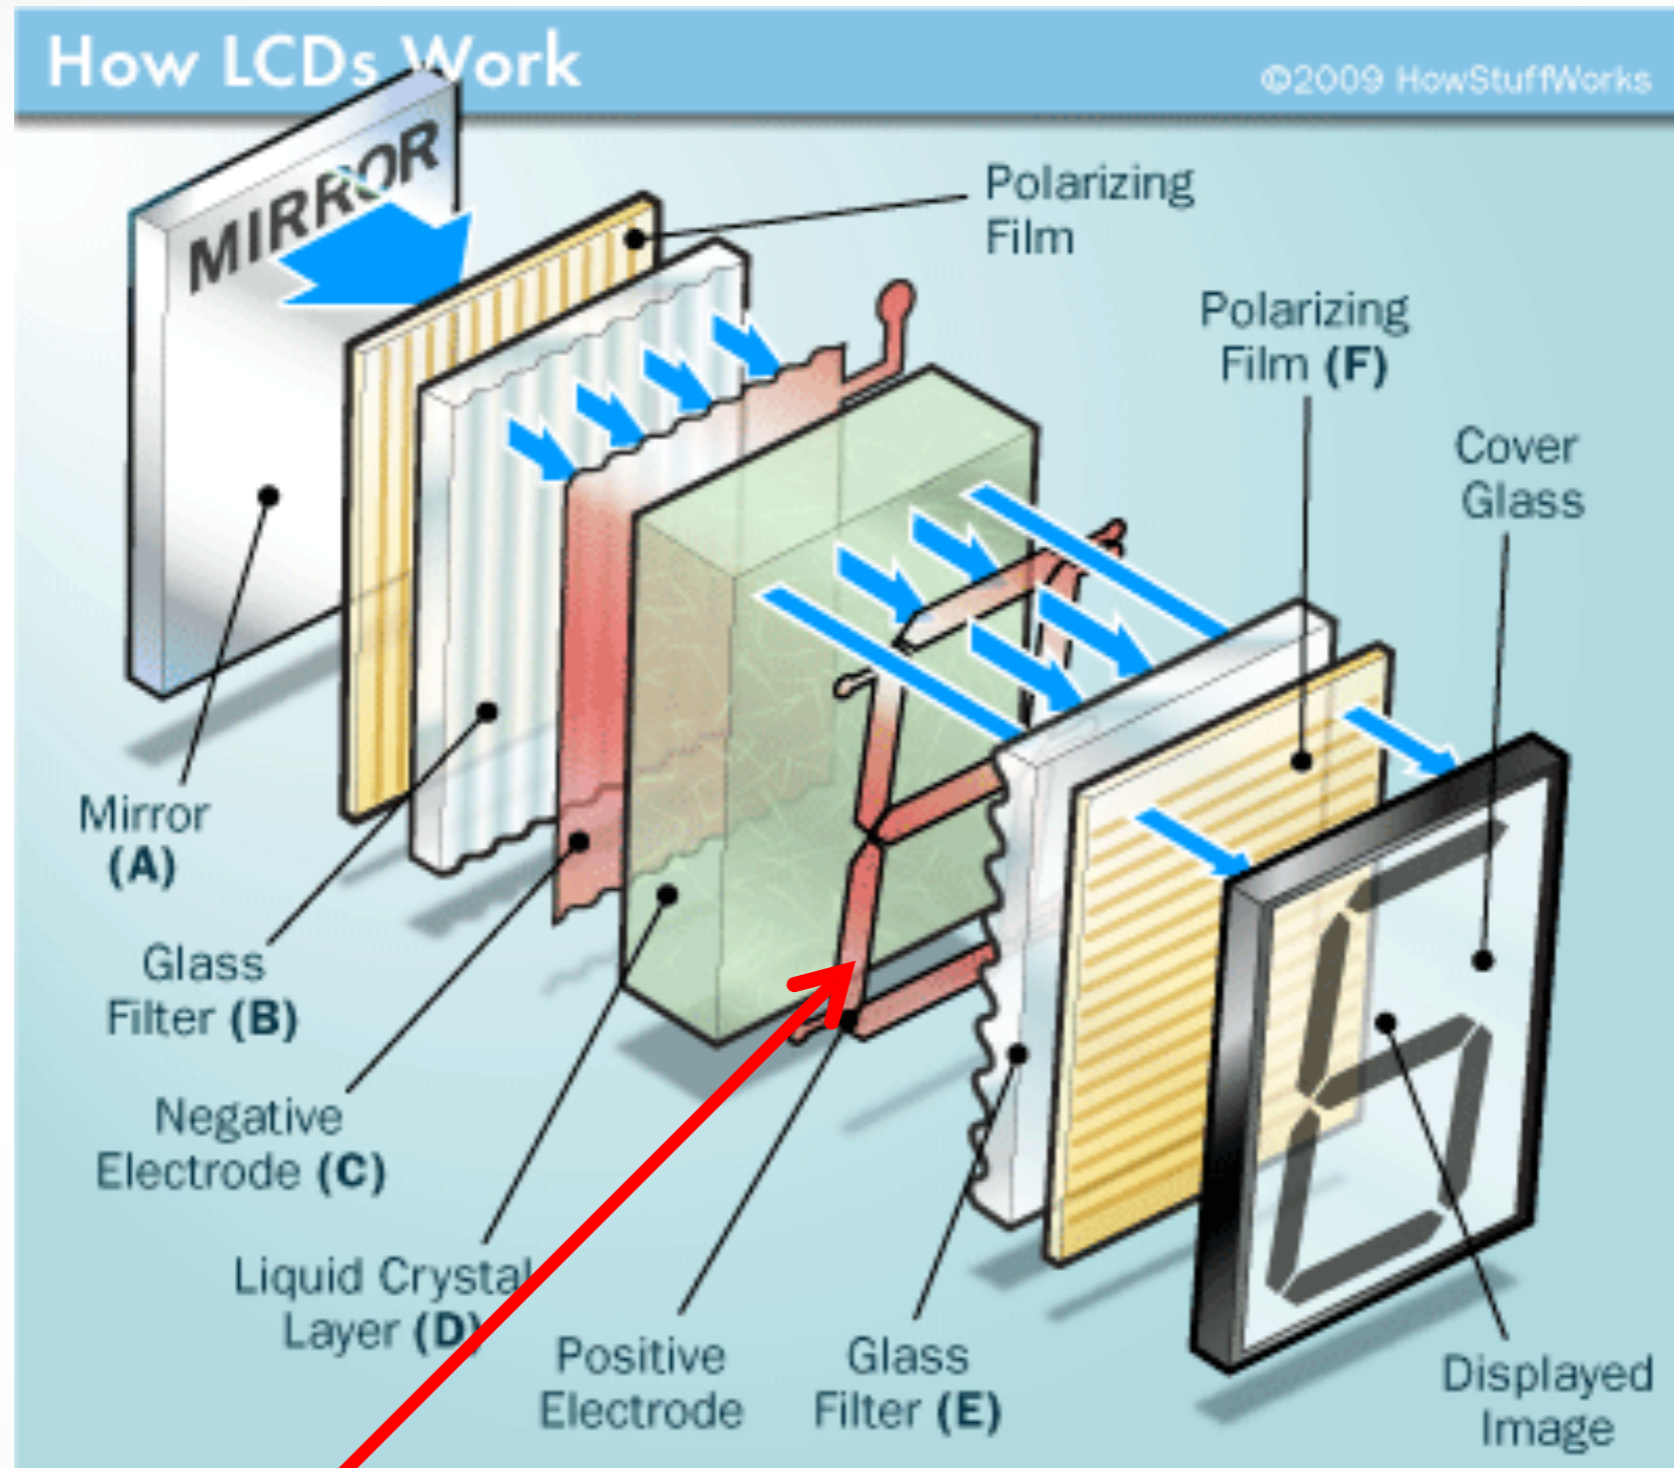 How LCDs Work
©2009 HowStuffWorks
MIRROR
Polarizing
Film
Polarizing
Film (F)
Cover
Glass
Mirror
(A)
Glass
Filter (B)
Negative
Electrode (C)
Liquid Crystal
Layer (D)
Positive
Electrode
Glass
Filter (E)
Displayed
Image
6